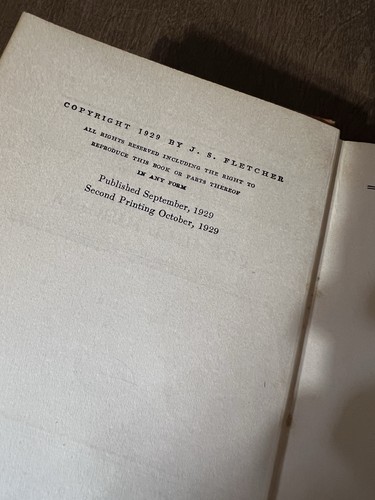 COPYRIGHT 1929 BY J. S. FLETCHER
ALL RIGHTS RESERVED INCLUDING THE RIGHT TO
REPRODUCE THIS BOOK OR PARTS THEREOF
IN ANY FORM
Published September, 1929
Second Printing October, 1929